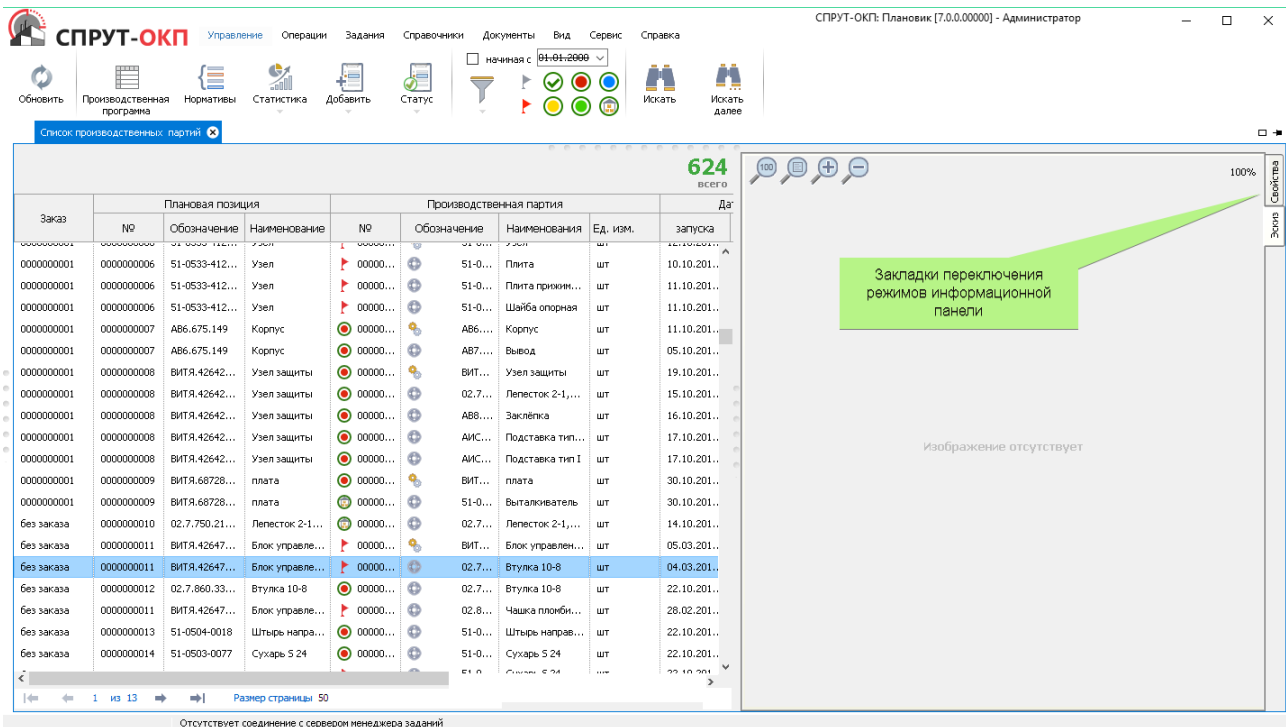 СПРУТ-ОКП: Плановик [7.0.0.00000] - Администратор
СПРУТ-ОКП
Управление Операции Задания Справочники Документы Вид Сервис Справка
начиная с 01.01.2000
Обновить Производственная программа Нормативы Статистика Добавить Статус Искать Искать далее
Список производственных партий
624
всего
100
100%
Свойства
Эскиз
Заказ Плановая позиция Производственная партия Дат
№ Обозначение Наименование № Обозначение Наименования Ед. изм. запуска
0000000001 0000000006 51-0533-412... Узел 00000... 51-0... Плита шт 10.10.201...
0000000001 0000000006 51-0533-412... Узел 00000... 51-0... Плита прижим... шт 11.10.201...
0000000001 0000000006 51-0533-412... Узел 00000... 51-0... Шайба опорная шт 11.10.201...
0000000001 0000000007 АВ6.675.149 Корпус 00000... АВ6.... Корпус шт 11.10.201...
0000000001 0000000007 АВ6.675.149 Корпус 00000... АВ7.... Вывод шт 05.10.201...
0000000001 0000000008 ВИТЯ.42642... Узел защиты 00000... ВИТ... Узел защиты шт 19.10.201...
0000000001 0000000008 ВИТЯ.42642... Узел защиты 00000... 02.7... Лепесток 2-1,... шт 15.10.201...
0000000001 0000000008 ВИТЯ.42642... Узел защиты 00000... АВ8.... Заклёпка шт 16.10.201...
0000000001 0000000008 ВИТЯ.42642... Узел защиты 00000... АИС... Подставка тип... шт 17.10.201...
0000000001 0000000008 ВИТЯ.42642... Узел защиты 00000... АИС... Подставка тип I шт 17.10.201...
0000000001 0000000009 ВИТЯ.68728... плата 00000... ВИТ... плата шт 30.10.201...
0000000001 0000000009 ВИТЯ.68728... плата 00000... 51-0... Выталкиватель шт 30.10.201...
без заказа 0000000010 02.7.750.21... Лепесток 2-1... 00000... 02.7... Лепесток 2-1,... шт 14.10.201...
без заказа 0000000011 ВИТЯ.42647... Блок управле... 00000... ВИТ... Блок управлен... шт 05.03.201...
без заказа 0000000011 ВИТЯ.42647... Блок управле... 00000... 02.7... Втулка 10-8 шт 04.03.201...
без заказа 0000000012 02.7.860.33... Втулка 10-8 00000... 02.7... Втулка 10-8 шт 22.10.201...
без заказа 0000000011 ВИТЯ.42647... Блок управле... 00000... 02.8... Чашка пломби... шт 28.02.201...
без заказа 0000000013 51-0504-0018 Штырь напра... 00000... 51-0... Штырь направ... шт 22.10.201...
без заказа 0000000014 51-0503-0077 Сухарь S 24 00000... 51-0... Сухарь S 24 шт 22.10.201...
Закладки переключения
режимов информационной
панели
Изображение отсутствует
1 из 13 Размер страницы 50
Отсутствует соединение с сервером менеджера заданий